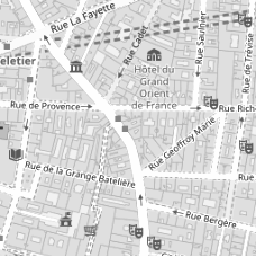 Rue La Fayette
Rue Cadet
Rue Saulnier
Rue de Trévise
eletier
Hôtel du
Grand
Orient
de France
Rue de Provence
Rue Rich
Rue Geoffroy Marie
Rue de la Grange Batelière
Rue Bergère